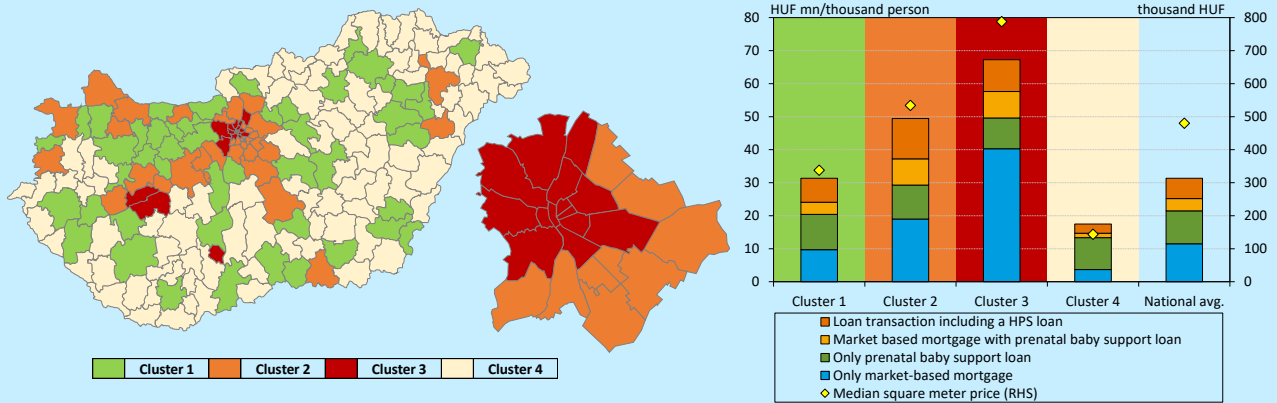 Cluster 1 Cluster 2 Cluster 3 Cluster 4
HUF mn/thousand person thousand HUF
80 800
70 700
60 600
50 500
40 400
30 300
20 200
10 100
0 0
Cluster 1 Cluster 2 Cluster 3 Cluster 4 National avg.
Loan transaction including a HPS loan
Market based mortgage with prenatal baby support loan
Only prenatal baby support loan
Only market-based mortgage
Median square meter price (RHS)